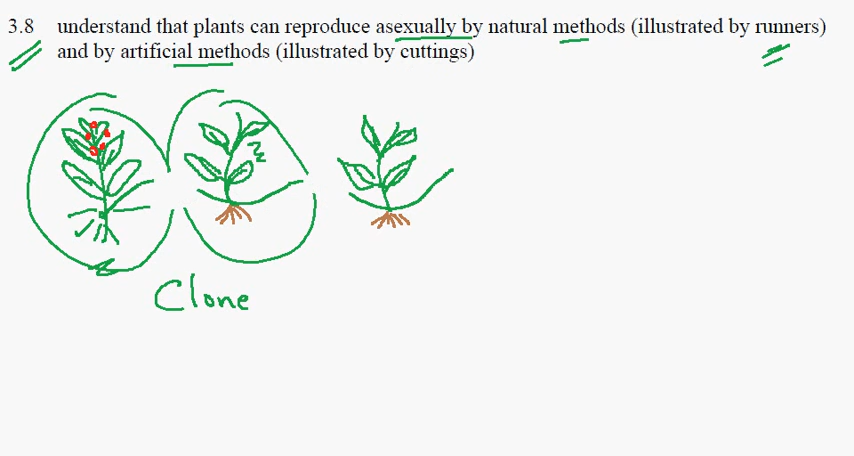 3.8 understand that plants can reproduce asexually by natural methods (illustrated by runners)
and by artificial methods (illustrated by cuttings)
Clone